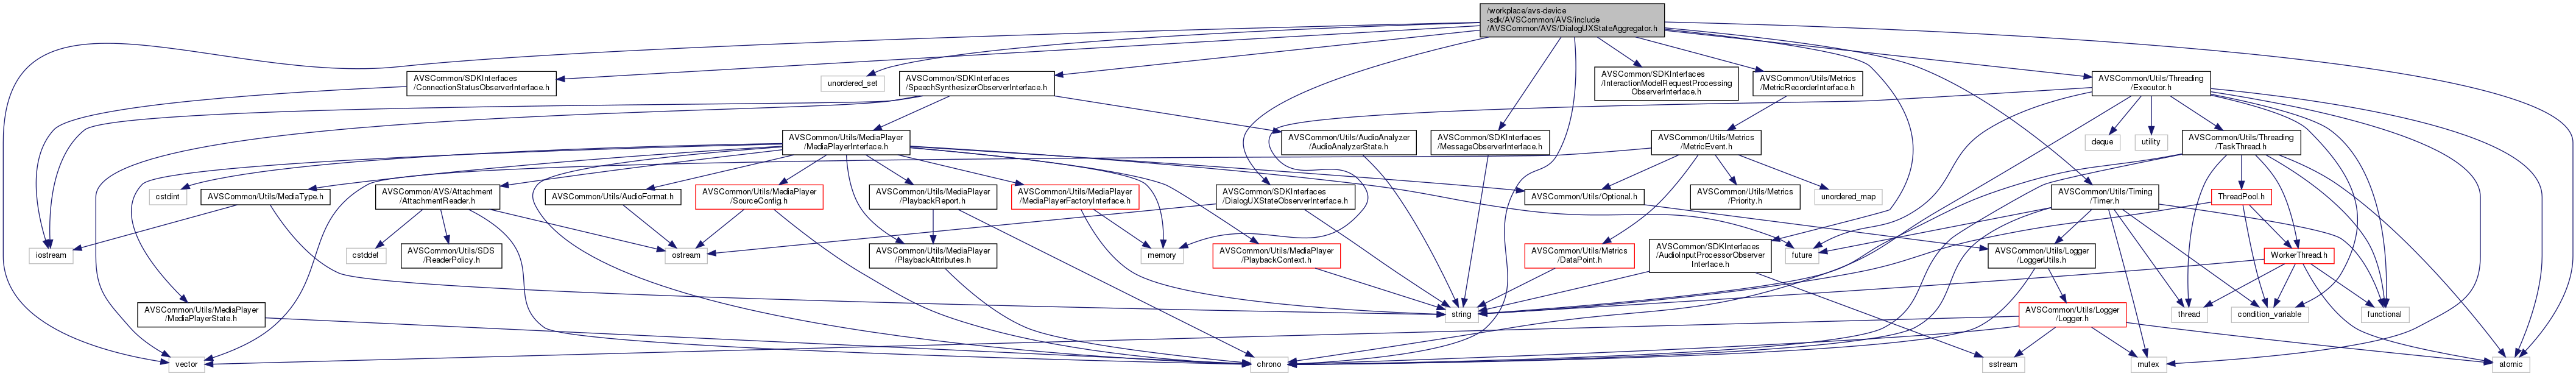 /workplace/avs-device
-sdk/AVSCommon/AVS/include
/AVSCommon/AVS/DialogUXStateAggregator.h
AVSCommon/SDKInterfaces
/ConnectionStatusObserverInterface.h
unordered_set
AVSCommon/SDKInterfaces
/SpeechSynthesizerObserverInterface.h
AVSCommon/SDKInterfaces
/InteractionModelRequestProcessing
ObserverInterface.h
AVSCommon/Utils/Metrics
/MetricRecorderInterface.h
AVSCommon/Utils/Threading
/Executor.h
AVSCommon/Utils/MediaPlayer
/MediaPlayerInterface.h
AVSCommon/Utils/AudioAnalyzer
/AudioAnalyzerState.h
AVSCommon/SDKInterfaces
/MessageObserverInterface.h
AVSCommon/Utils/Metrics
/MetricEvent.h
deque
utility
AVSCommon/Utils/Threading
/TaskThread.h
cstdint
AVSCommon/Utils/MediaType.h
AVSCommon/AVS/Attachment
/AttachmentReader.h
AVSCommon/Utils/AudioFormat.h
AVSCommon/Utils/MediaPlayer
/SourceConfig.h
AVSCommon/Utils/MediaPlayer
/PlaybackReport.h
AVSCommon/Utils/MediaPlayer
/MediaPlayerFactoryInterface.h
AVSCommon/SDKInterfaces
/DialogUXStateObserverInterface.h
AVSCommon/Utils/Optional.h
AVSCommon/Utils/Metrics
/Priority.h
unordered_map
AVSCommon/Utils/Timing
/Timer.h
ThreadPool.h
iostream
cstddef
AVSCommon/Utils/SDS
/ReaderPolicy.h
ostream
AVSCommon/Utils/MediaPlayer
/PlaybackAttributes.h
memory
AVSCommon/Utils/MediaPlayer
/PlaybackContext.h
future
AVSCommon/Utils/Metrics
/DataPoint.h
AVSCommon/SDKInterfaces
/AudioInputProcessorObserver
Interface.h
AVSCommon/Utils/Logger
/LoggerUtils.h
WorkerThread.h
AVSCommon/Utils/MediaPlayer
/MediaPlayerState.h
string
AVSCommon/Utils/Logger
/Logger.h
thread
condition_variable
functional
vector
chrono
sstream
mutex
atomic